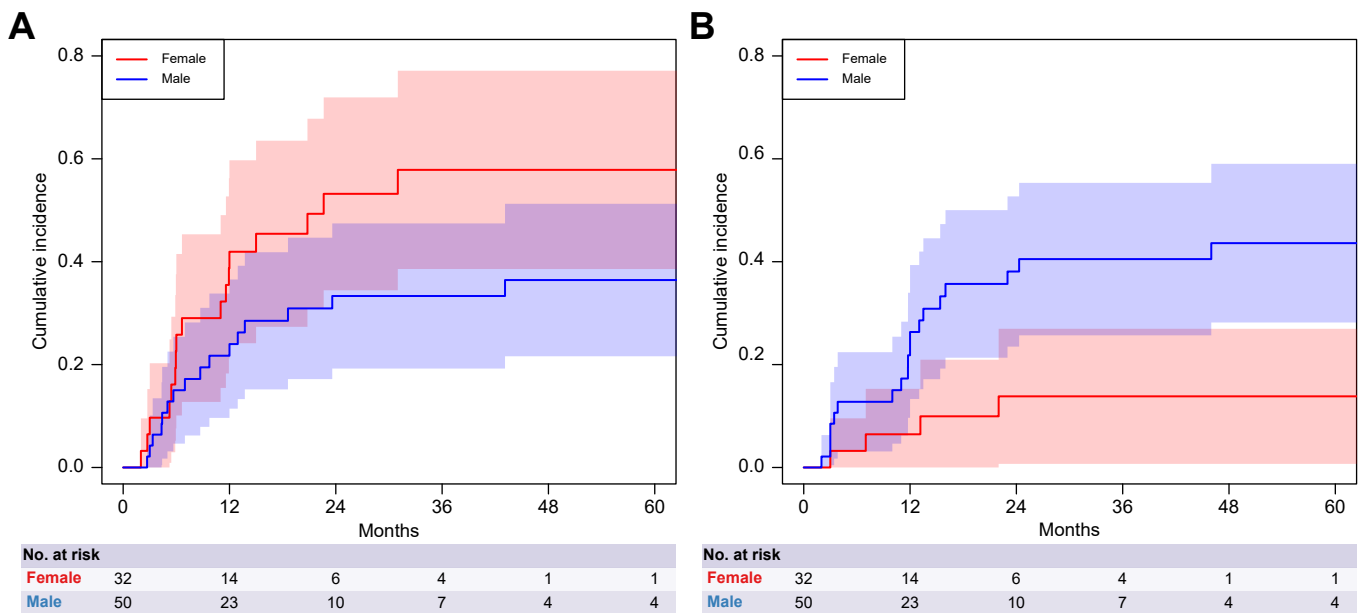 A
Female
Male
0.8
0.6
0.4
0.2
0.0
Cumulative incidence
0 12 24 36 48 60
Months
No. at risk
Female 32 14 6 4 1 1
Male 50 23 10 7 4 4
B
Female
Male
0.8
0.6
0.4
0.2
0.0
Cumulative incidence
0 12 24 36 48 60
Months
No. at risk
Female 32 14 6 4 1 1
Male 50 23 10 7 4 4